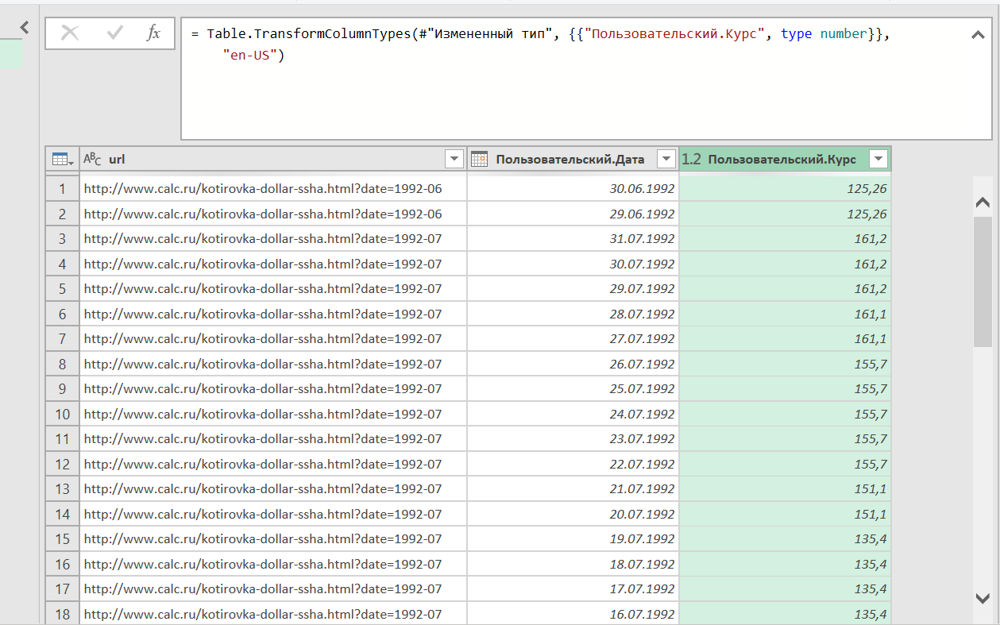 fx = Table.TransformColumnTypes(#"Измененный тип", {{"Пользовательский.Курс", type number}},
"en-US")
ABC url Пользовательский.Дата 1.2 Пользовательский.Курс
1 http://www.calc.ru/kotirovka-dollar-ssha.html?date=1992-06 30.06.1992 125,26
2 http://www.calc.ru/kotirovka-dollar-ssha.html?date=1992-06 29.06.1992 125,26
3 http://www.calc.ru/kotirovka-dollar-ssha.html?date=1992-07 31.07.1992 161,2
4 http://www.calc.ru/kotirovka-dollar-ssha.html?date=1992-07 30.07.1992 161,2
5 http://www.calc.ru/kotirovka-dollar-ssha.html?date=1992-07 29.07.1992 161,2
6 http://www.calc.ru/kotirovka-dollar-ssha.html?date=1992-07 28.07.1992 161,1
7 http://www.calc.ru/kotirovka-dollar-ssha.html?date=1992-07 27.07.1992 161,1
8 http://www.calc.ru/kotirovka-dollar-ssha.html?date=1992-07 26.07.1992 155,7
9 http://www.calc.ru/kotirovka-dollar-ssha.html?date=1992-07 25.07.1992 155,7
10 http://www.calc.ru/kotirovka-dollar-ssha.html?date=1992-07 24.07.1992 155,7
11 http://www.calc.ru/kotirovka-dollar-ssha.html?date=1992-07 23.07.1992 155,7
12 http://www.calc.ru/kotirovka-dollar-ssha.html?date=1992-07 22.07.1992 155,7
13 http://www.calc.ru/kotirovka-dollar-ssha.html?date=1992-07 21.07.1992 151,1
14 http://www.calc.ru/kotirovka-dollar-ssha.html?date=1992-07 20.07.1992 151,1
15 http://www.calc.ru/kotirovka-dollar-ssha.html?date=1992-07 19.07.1992 135,4
16 http://www.calc.ru/kotirovka-dollar-ssha.html?date=1992-07 18.07.1992 135,4
17 http://www.calc.ru/kotirovka-dollar-ssha.html?date=1992-07 17.07.1992 135,4
18 http://www.calc.ru/kotirovka-dollar-ssha.html?date=1992-07 16.07.1992 135,4